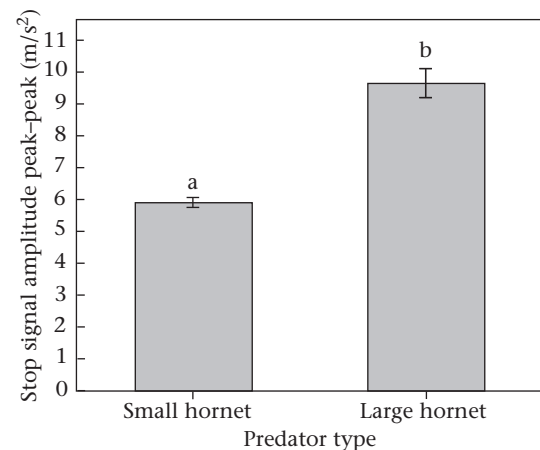 Stop signal amplitude peak–peak (m/s²)
11
10
9
8
7
6
5
4
3
2
1
0
a
b
Small hornet
Large hornet
Predator type